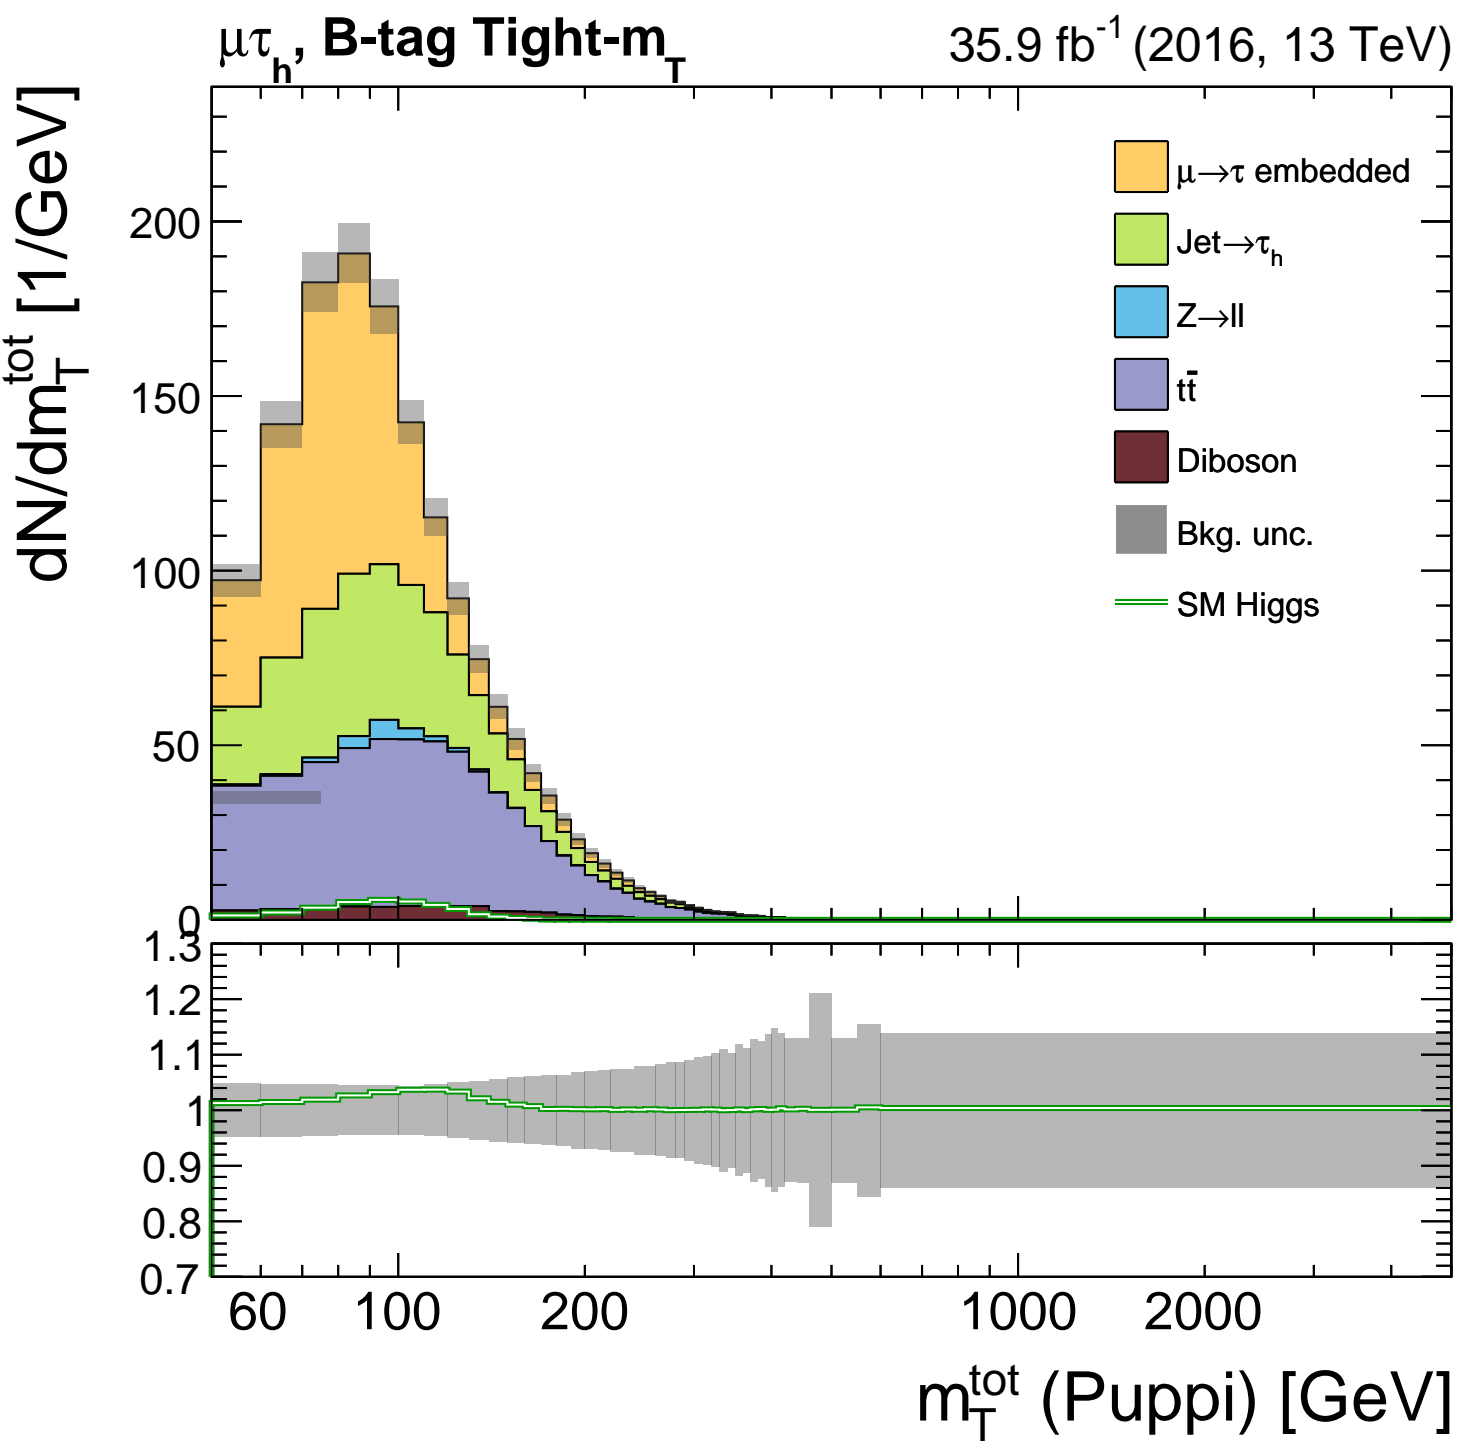 μτh, B-tag Tight-mT
35.9 fb-1 (2016, 13 TeV)
dN/dmTtot [1/GeV]
200
150
100
50
0
μ→τ embedded
Jet→τh
Z→ll
tt̄
Diboson
Bkg. unc.
SM Higgs
1.3
1.2
1.1
1
0.9
0.8
0.7
60 100 200 1000 2000
mTtot (Puppi) [GeV]